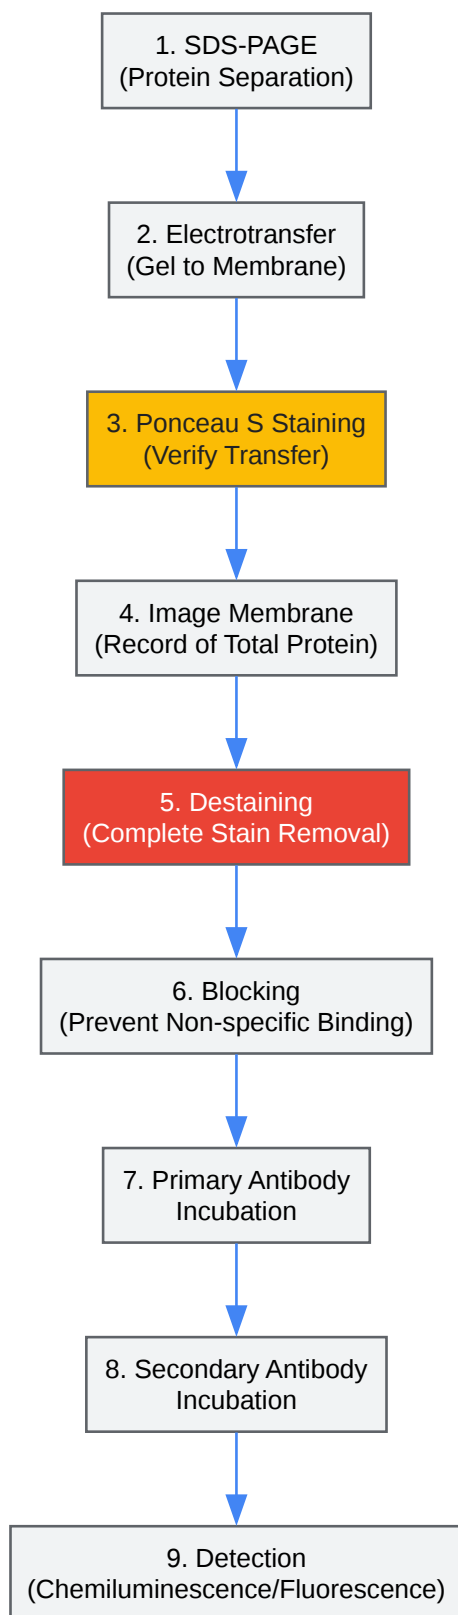 1. SDS-PAGE
(Protein Separation)
2. Electrotransfer
(Gel to Membrane)
3. Ponceau S Staining
(Verify Transfer)
4. Image Membrane
(Record of Total Protein)
5. Destaining
(Complete Stain Removal)
6. Blocking
(Prevent Non-specific Binding)
7. Primary Antibody
Incubation
8. Secondary Antibody
Incubation
9. Detection
(Chemiluminescence/Fluorescence)